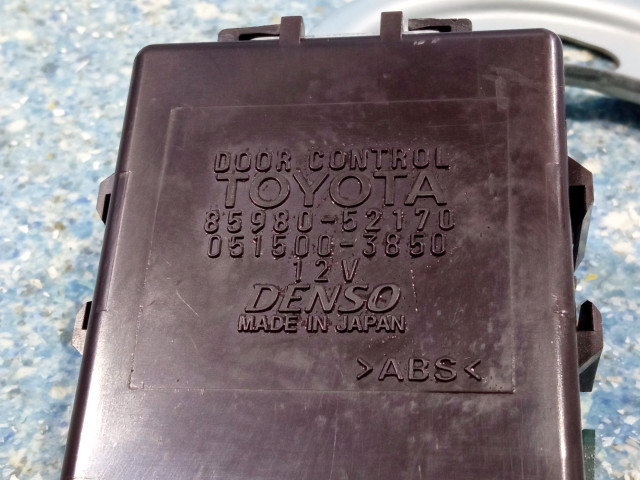 DOOR CONTROL
TOYOTA
85980-52170
051500-3850
12V
DENSO
MADE IN JAPAN
>ABS<